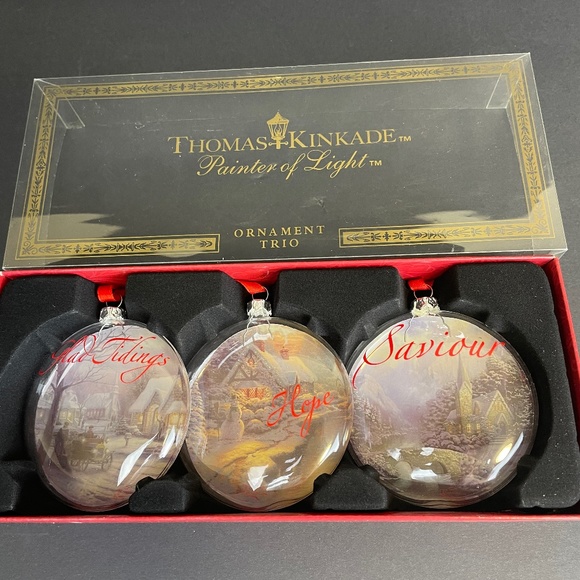 THOMAS KINKADE™
Painter of Light™
ORNAMENT
TRIO
Glad Tidings
Hope
Saviour